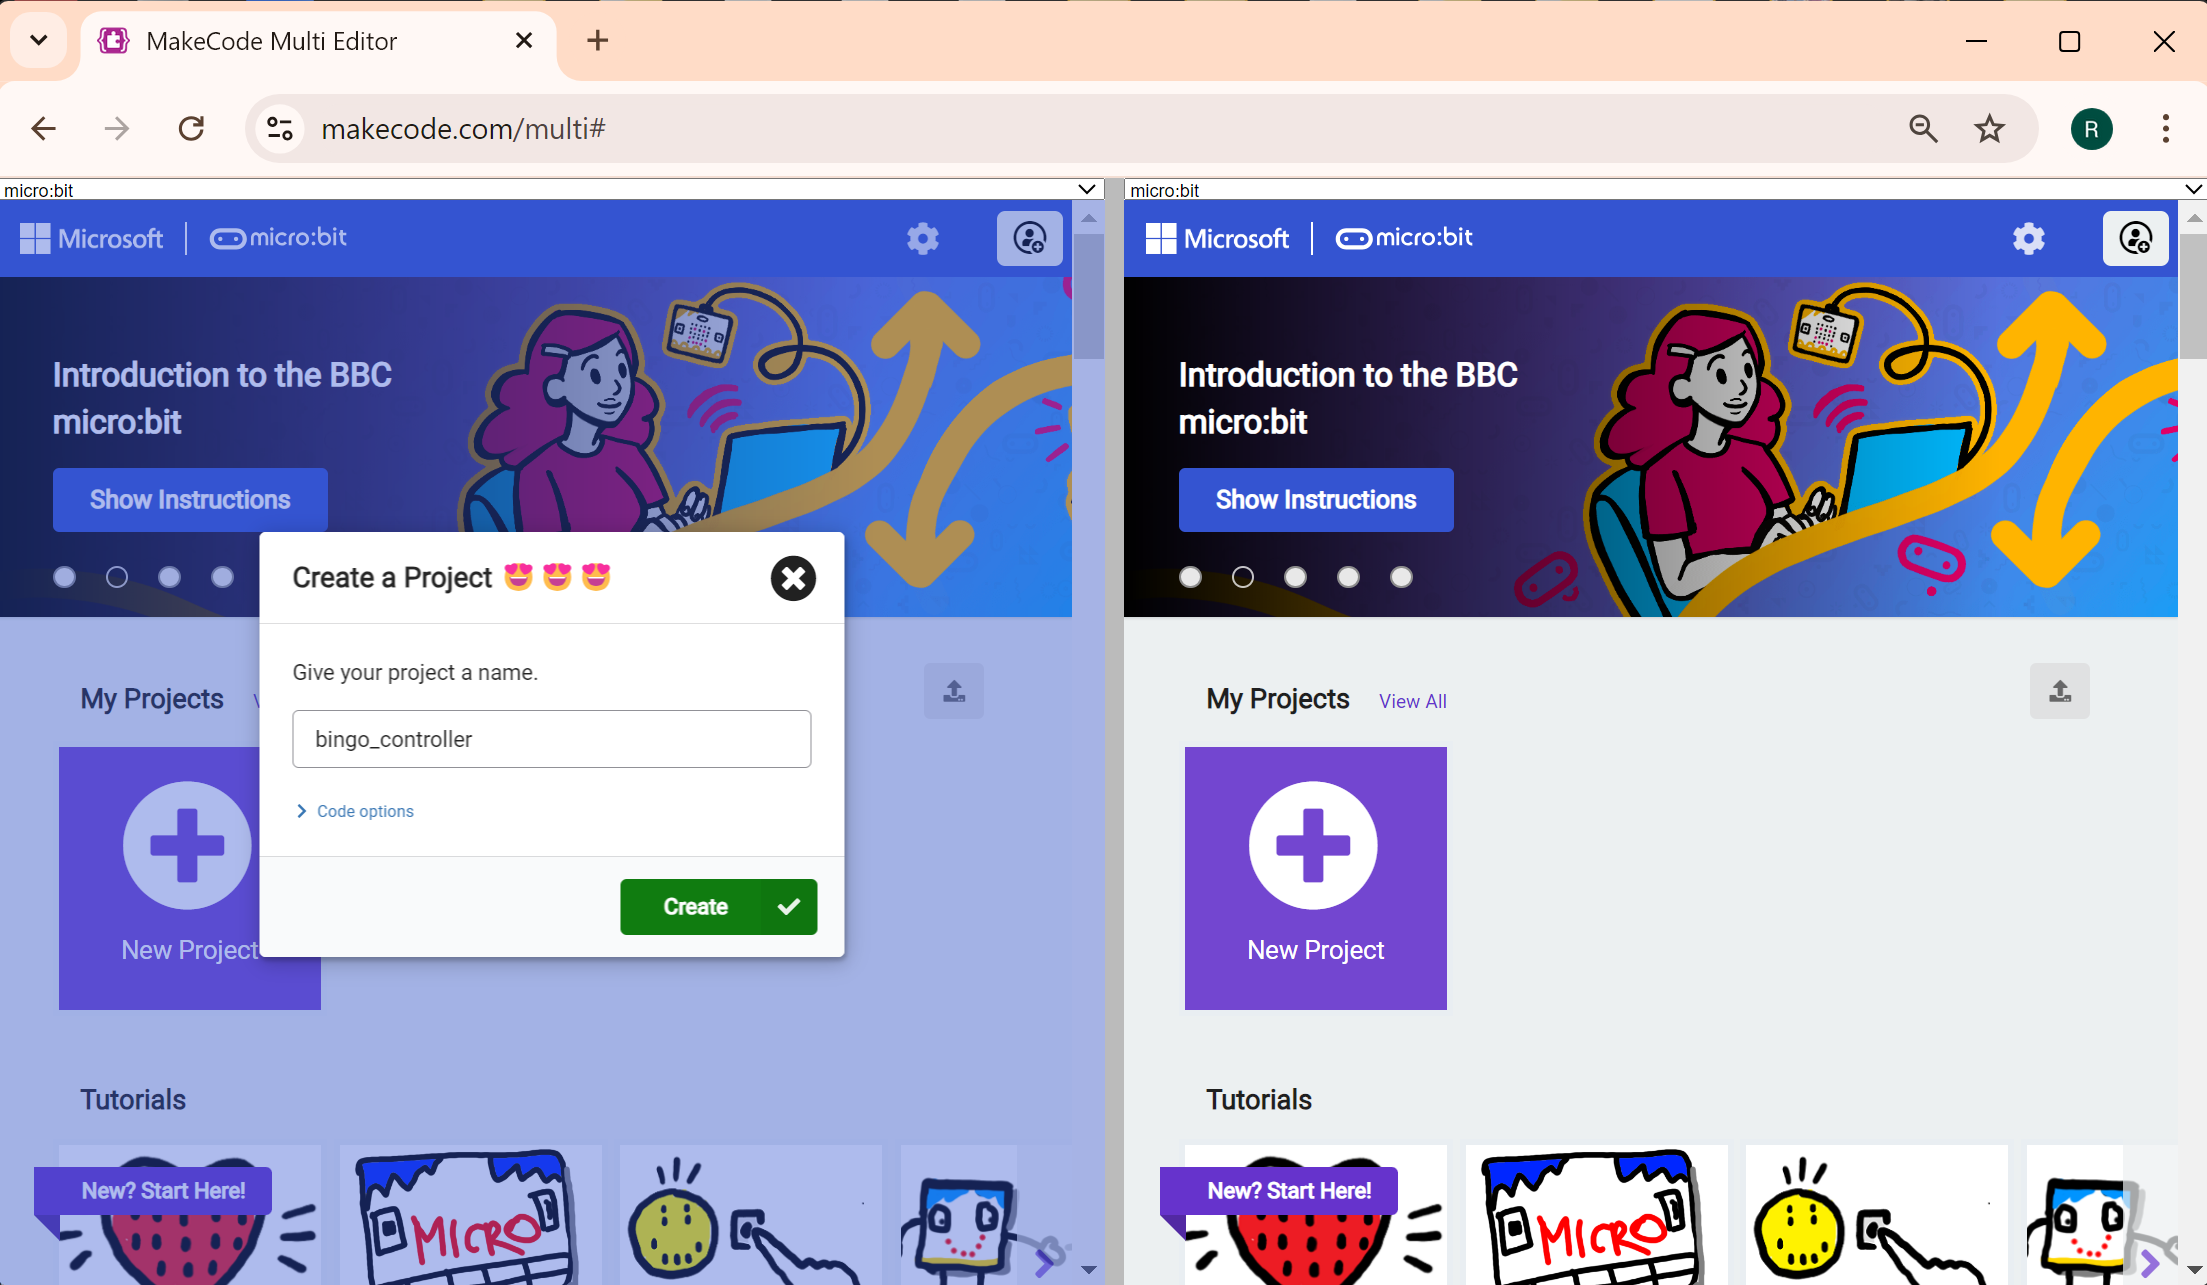 MakeCode Multi Editor
makecode.com/multi#
R
micro:bit
Microsoft | micro:bit
Introduction to the BBC
micro:bit
Show Instructions
Create a Project 😍 😍 😍
Give your project a name.
bingo_controller
Code options
Create
My Projects
New Project
Tutorials
New? Start Here!
MICRO
micro:bit
Microsoft | micro:bit
Introduction to the BBC
micro:bit
Show Instructions
My Projects View All
New Project
Tutorials
New? Start Here!
MICRO